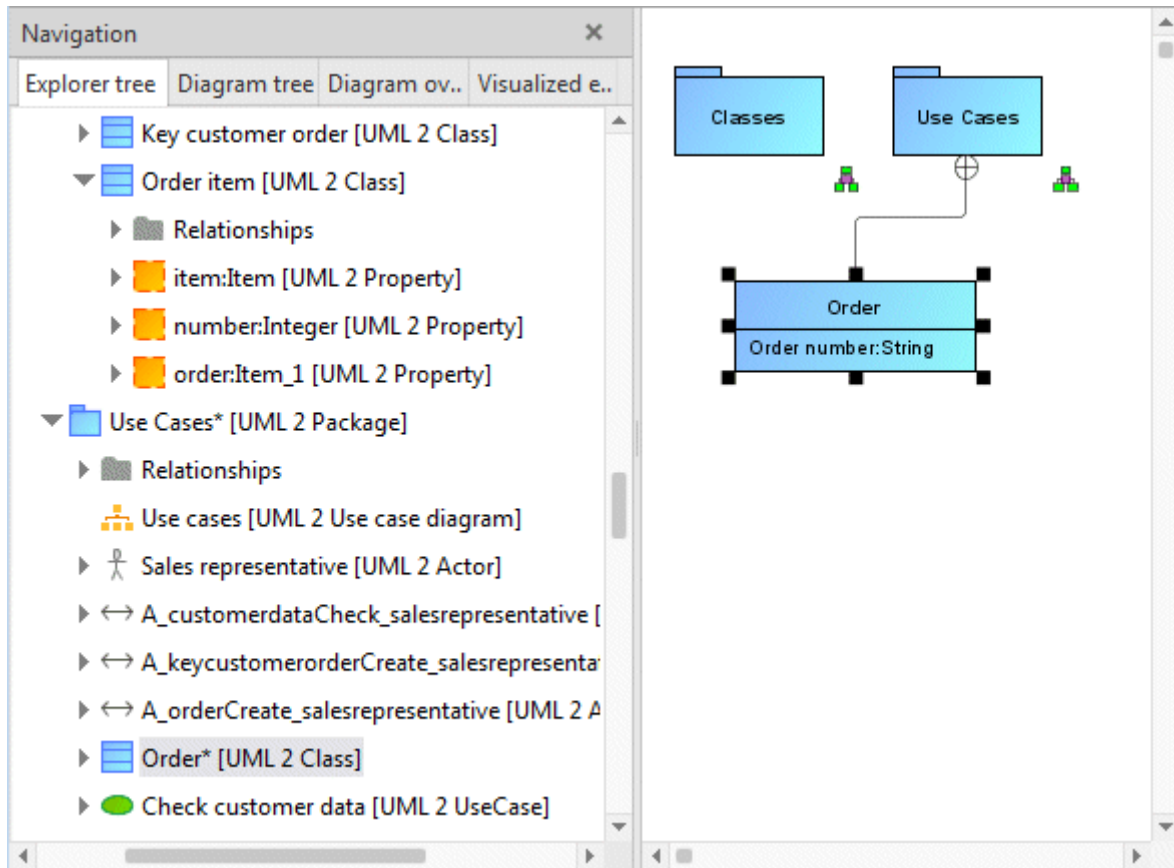 Navigation
Explorer tree
Diagram tree
Diagram ov..
Visualized e..
Key customer order [UML 2 Class]
Order item [UML 2 Class]
Relationships
item:Item [UML 2 Property]
number:Integer [UML 2 Property]
order:Item_1 [UML 2 Property]
Use Cases* [UML 2 Package]
Relationships
Use cases [UML 2 Use case diagram]
Sales representative [UML 2 Actor]
A_customerdataCheck_salesrepresentative [
A_keycustomerorderCreate_salesrepresenta
A_orderCreate_salesrepresentative [UML 2 A
Order* [UML 2 Class]
Check customer data [UML 2 UseCase]
Classes
Use Cases
Order
Order number:String